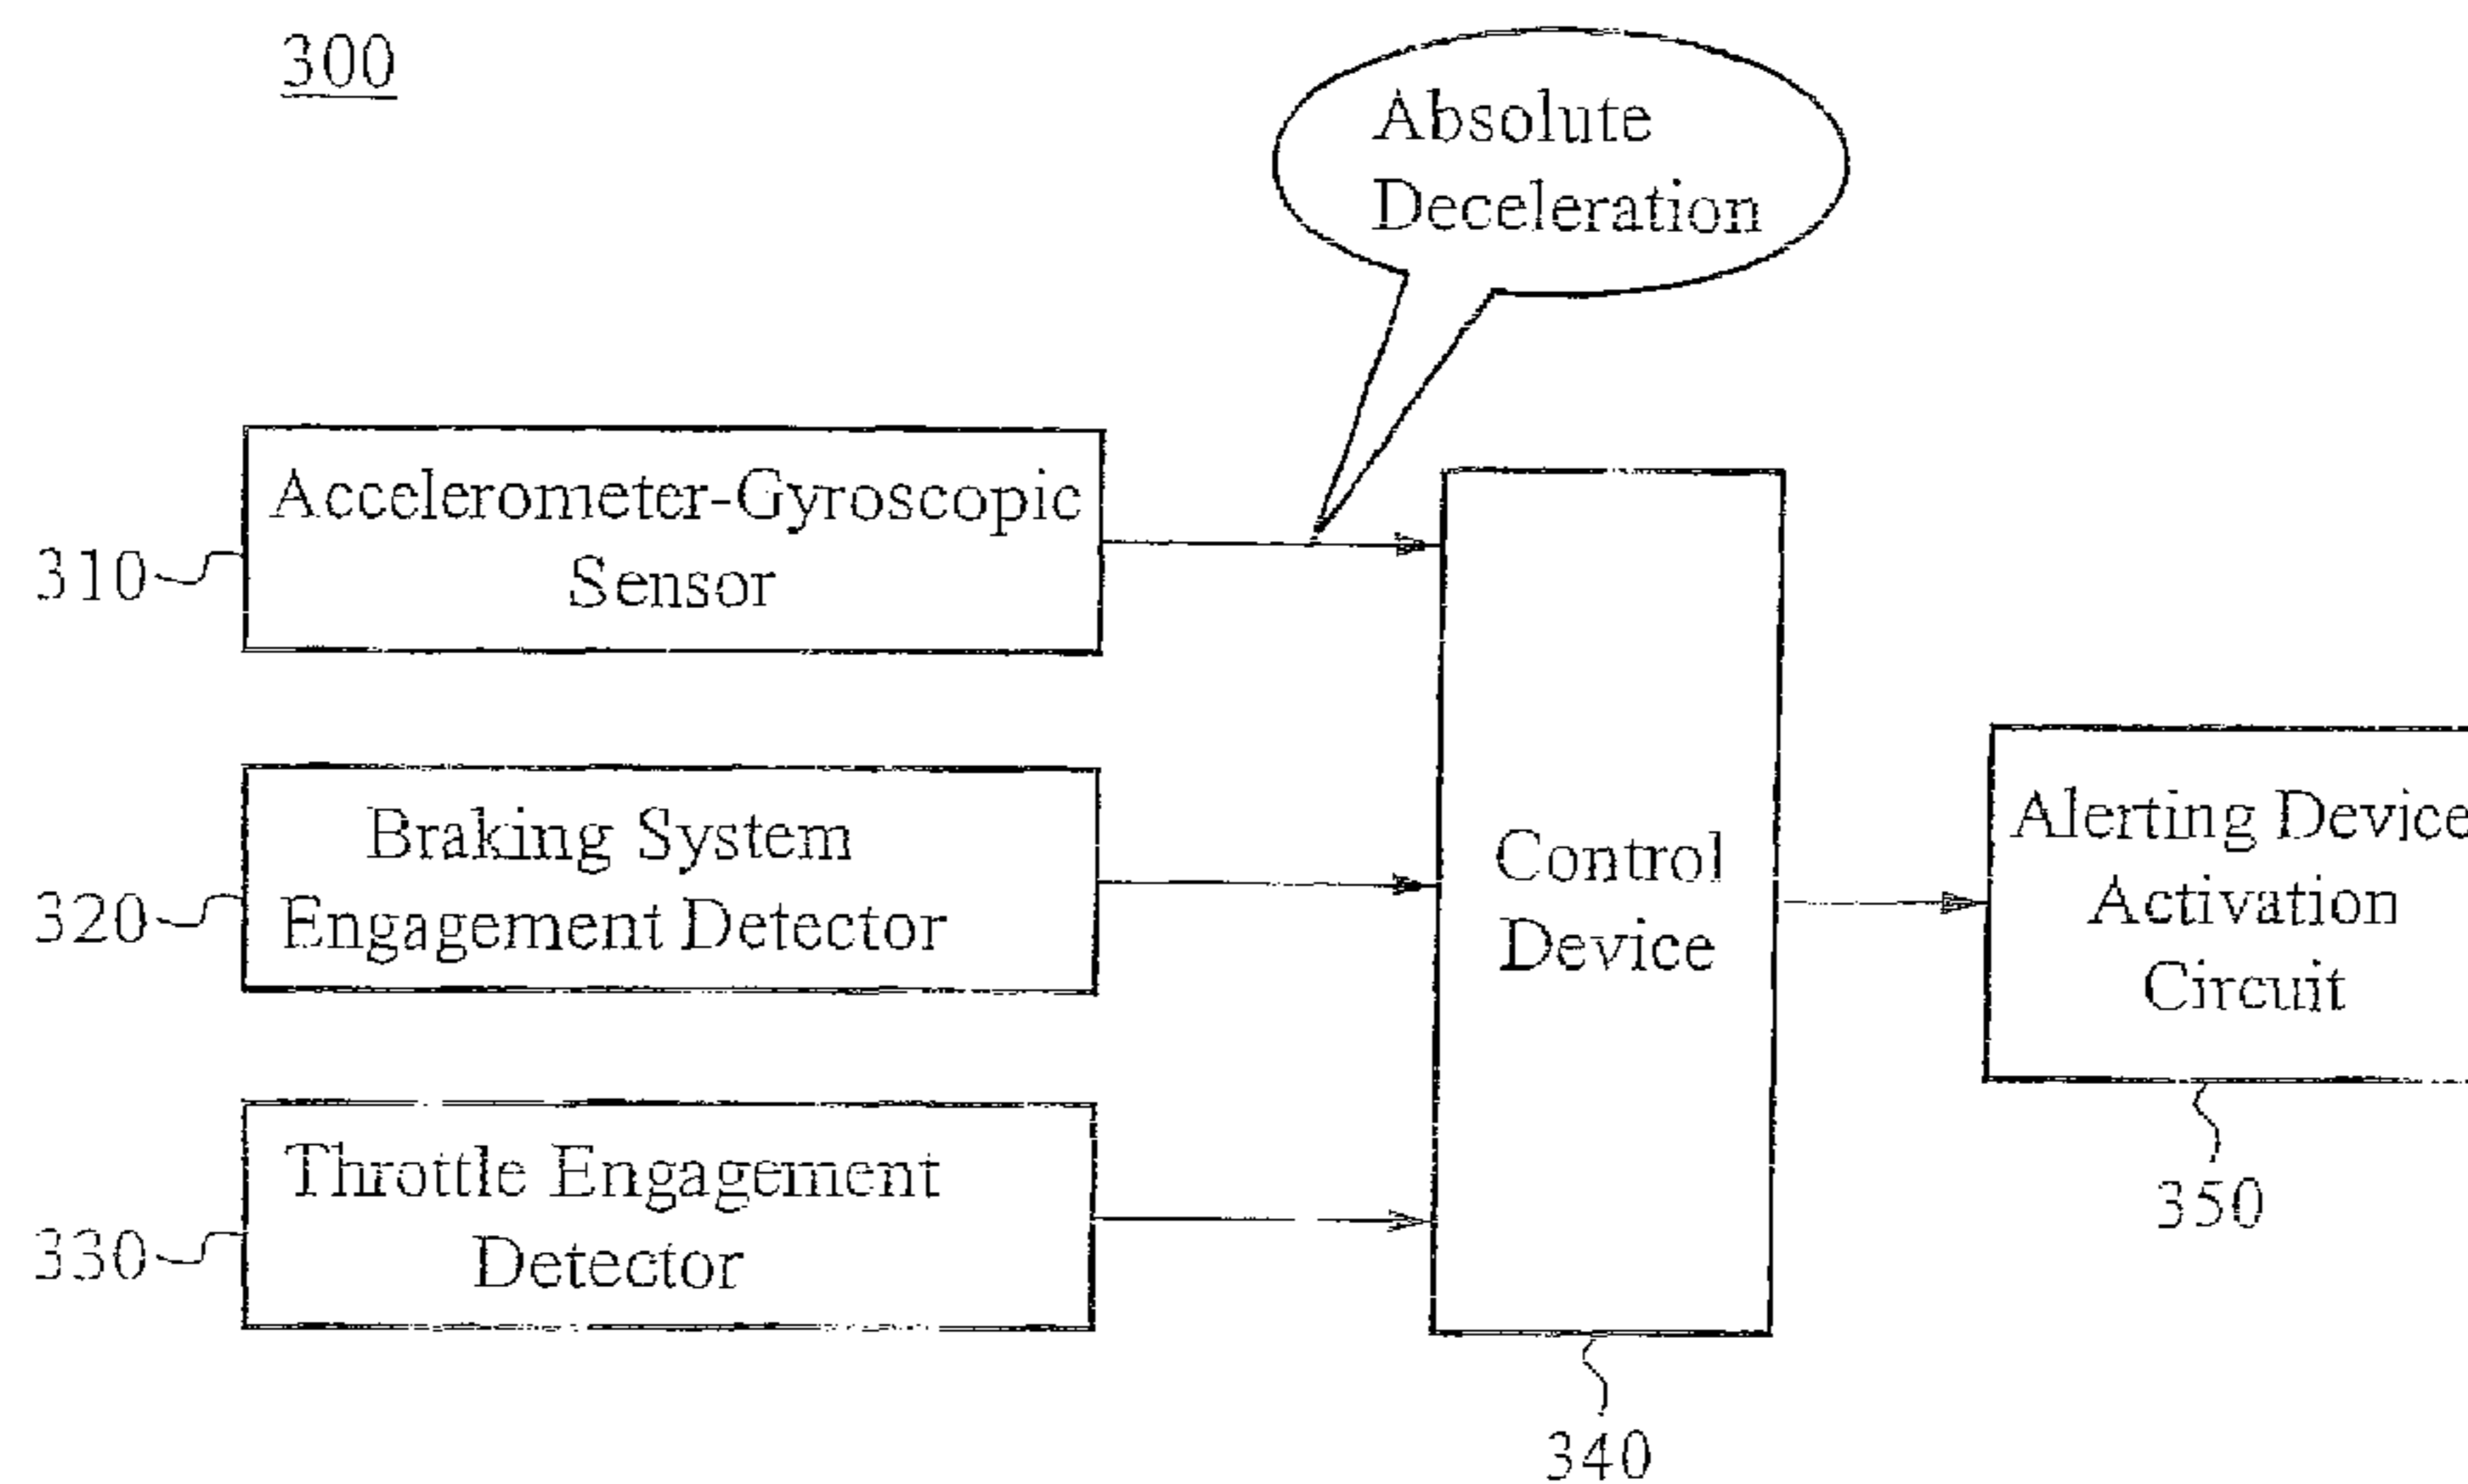 300
Absolute
Deceleration
Accelerometer-Gyroscopic
Sensor
310
Braking System
Engagement Detector
320
Throttle Engagement
Detector
330
Control
Device
340
Alerting Device
Activation
Circuit
350